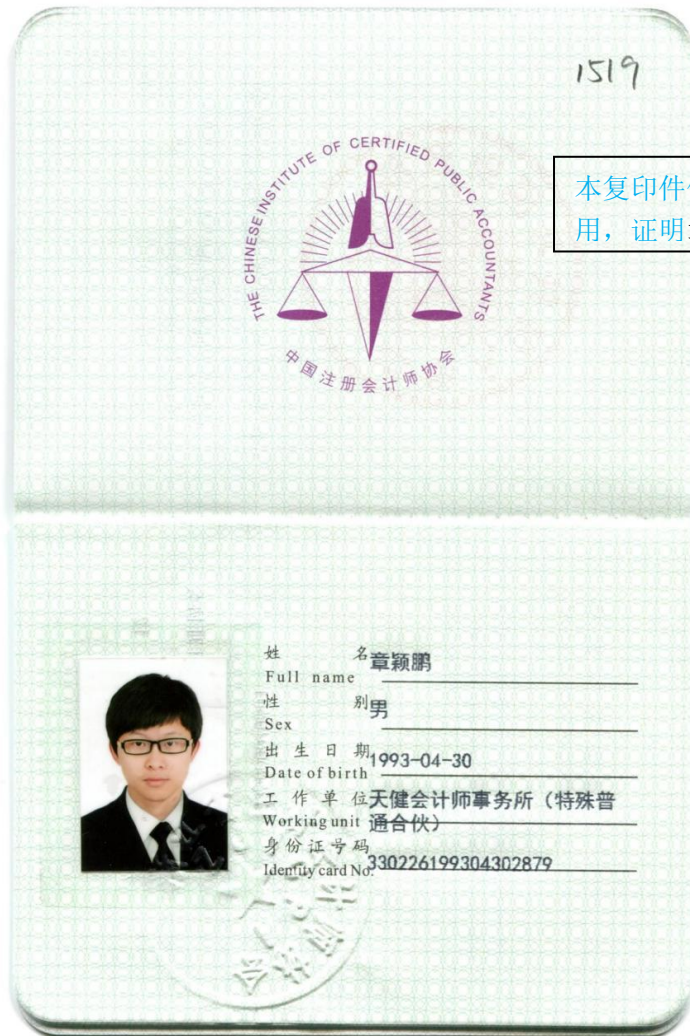 1519
THE CHINESE INSTITUTE OF CERTIFIED PUBLIC ACCOUNTANTS
中国注册会计师协会
本复印件
用，证明
姓名 章颖鹏
Full name
性别 男
Sex
出生日期 1993-04-30
Date of birth
工作单位 天健会计师事务所（特殊普
Working unit 通合伙）
身份证号码
Identity card No. 330226199304302879